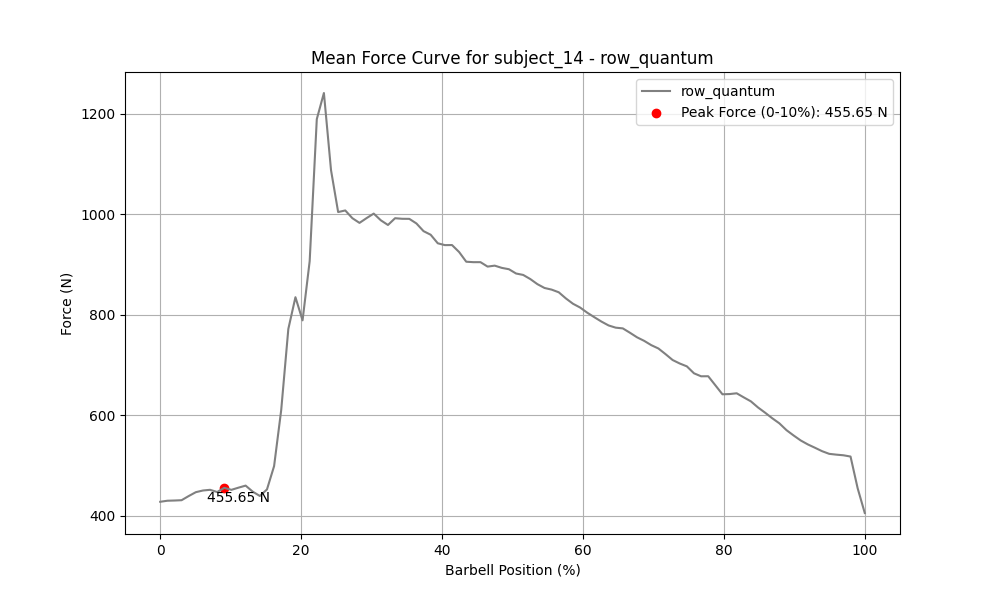 Mean Force Curve for subject_14 - row_quantum
row_quantum
Peak Force (0-10%): 455.65 N
1200
1000
800
600
400
Force (N)
455.65 N
0
20
40
60
80
100
Barbell Position (%)